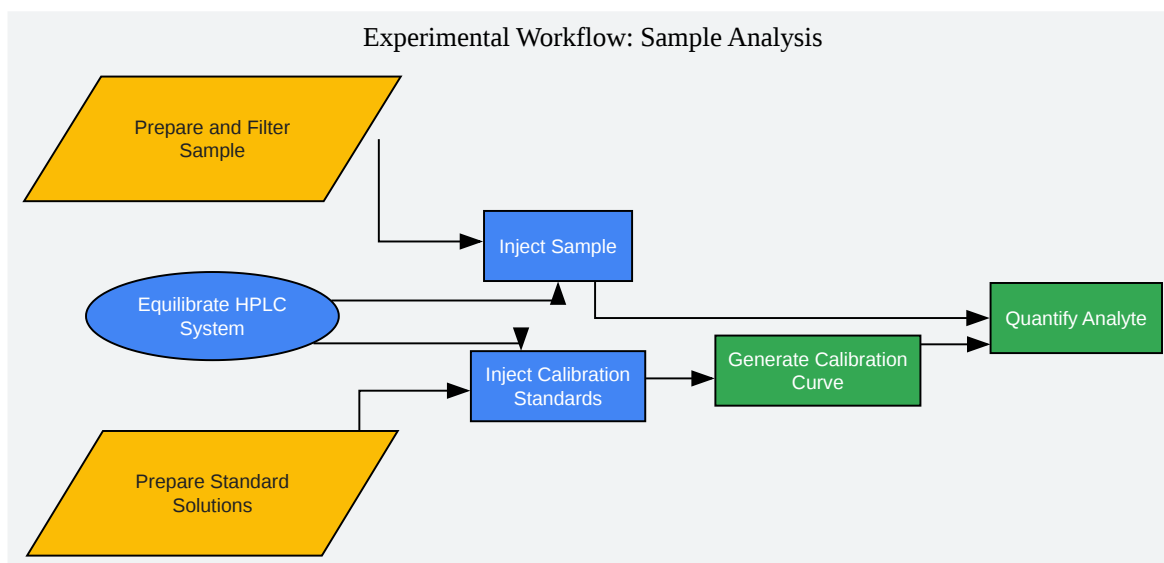 Experimental Workflow: Sample Analysis
Prepare and Filter
Sample
Inject Sample
Equilibrate HPLC
System
Quantify Analyte
Generate Calibration
Curve
Inject Calibration
Standards
Prepare Standard
Solutions